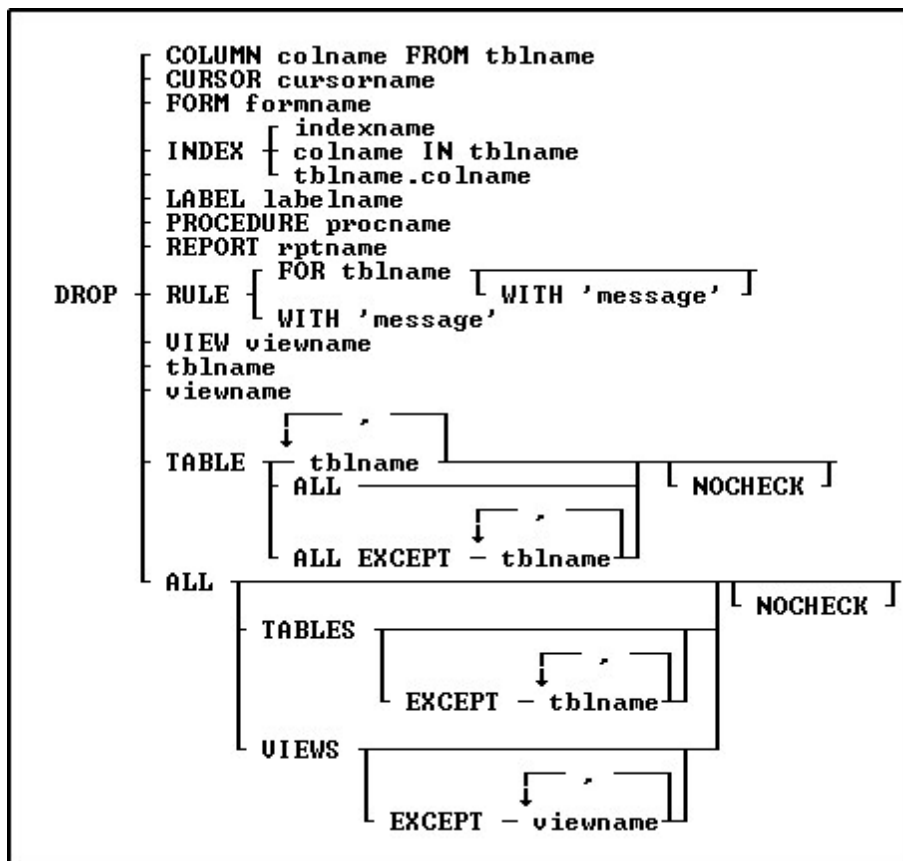 COLUMN colname FROM tblname
CURSOR cursorname
FORM formname
indexname
INDEX colname IN tblname
tblname.colname
LABEL labelname
PROCEDURE procname
REPORT rptname
FOR tblname
DROP RULE WITH 'message'
WITH 'message'
VIEW viewname
tblname
viewname
,
TABLE tblname
ALL NOCHECK
,
ALL EXCEPT tblname
ALL
NOCHECK
TABLES
,
EXCEPT tblname
VIEWS
,
EXCEPT viewname